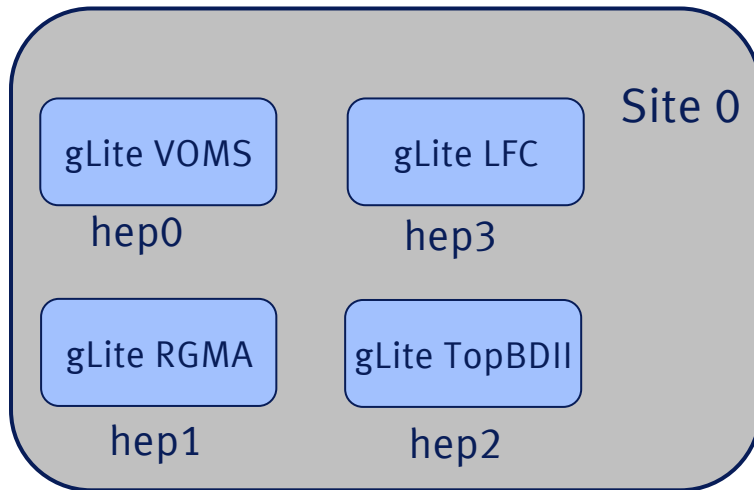 Site 0
gLite VOMS
gLite LFC
hep0
hep3
gLite RGMA
gLite TopBDII
hep1
hep2